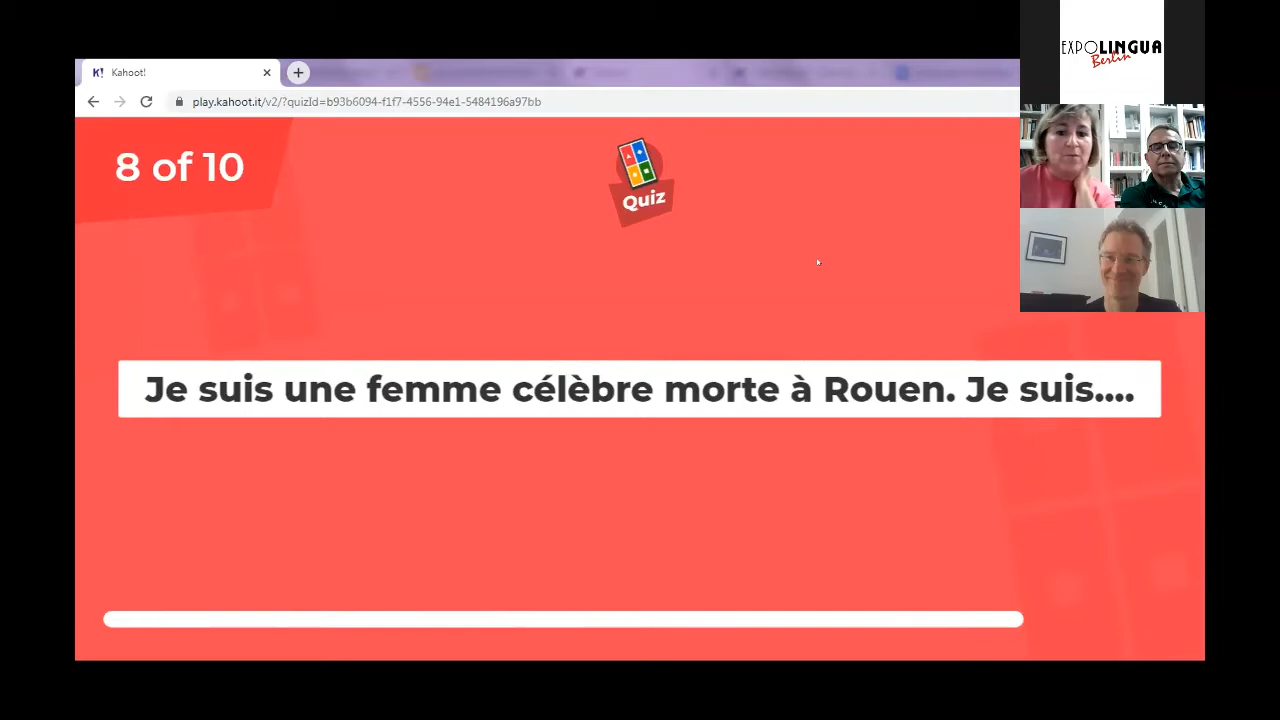 EXPOLINGUA
Berlin
K! Kahoot!
play.kahoot.it/v2/?quizId=b93b6094-f1f7-4556-94e1-5484196a97bb
8 of 10
Quiz
Je suis une femme célèbre morte à Rouen. Je suis....